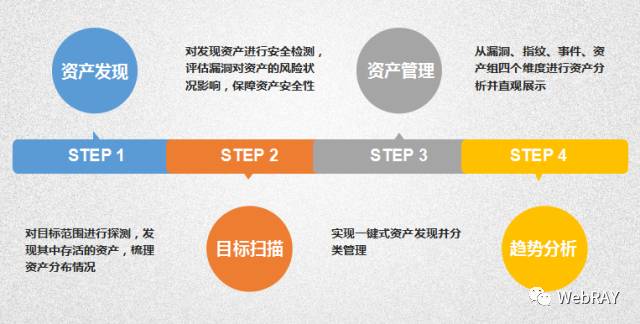 资产发现
对发现资产进行安全检测，
评估漏洞对资产的风险状
况影响，保障资产安全性
资产管理
从漏洞、指纹、事件、资
产组四个维度进行资产分
析并直观展示
STEP 1
STEP 2
STEP 3
STEP 4
对目标范围进行探测，发
现其中存活的资产，梳理
资产分布情况
目标扫描
实现一键式资产发现并分
类管理
趋势分析
WebRAY